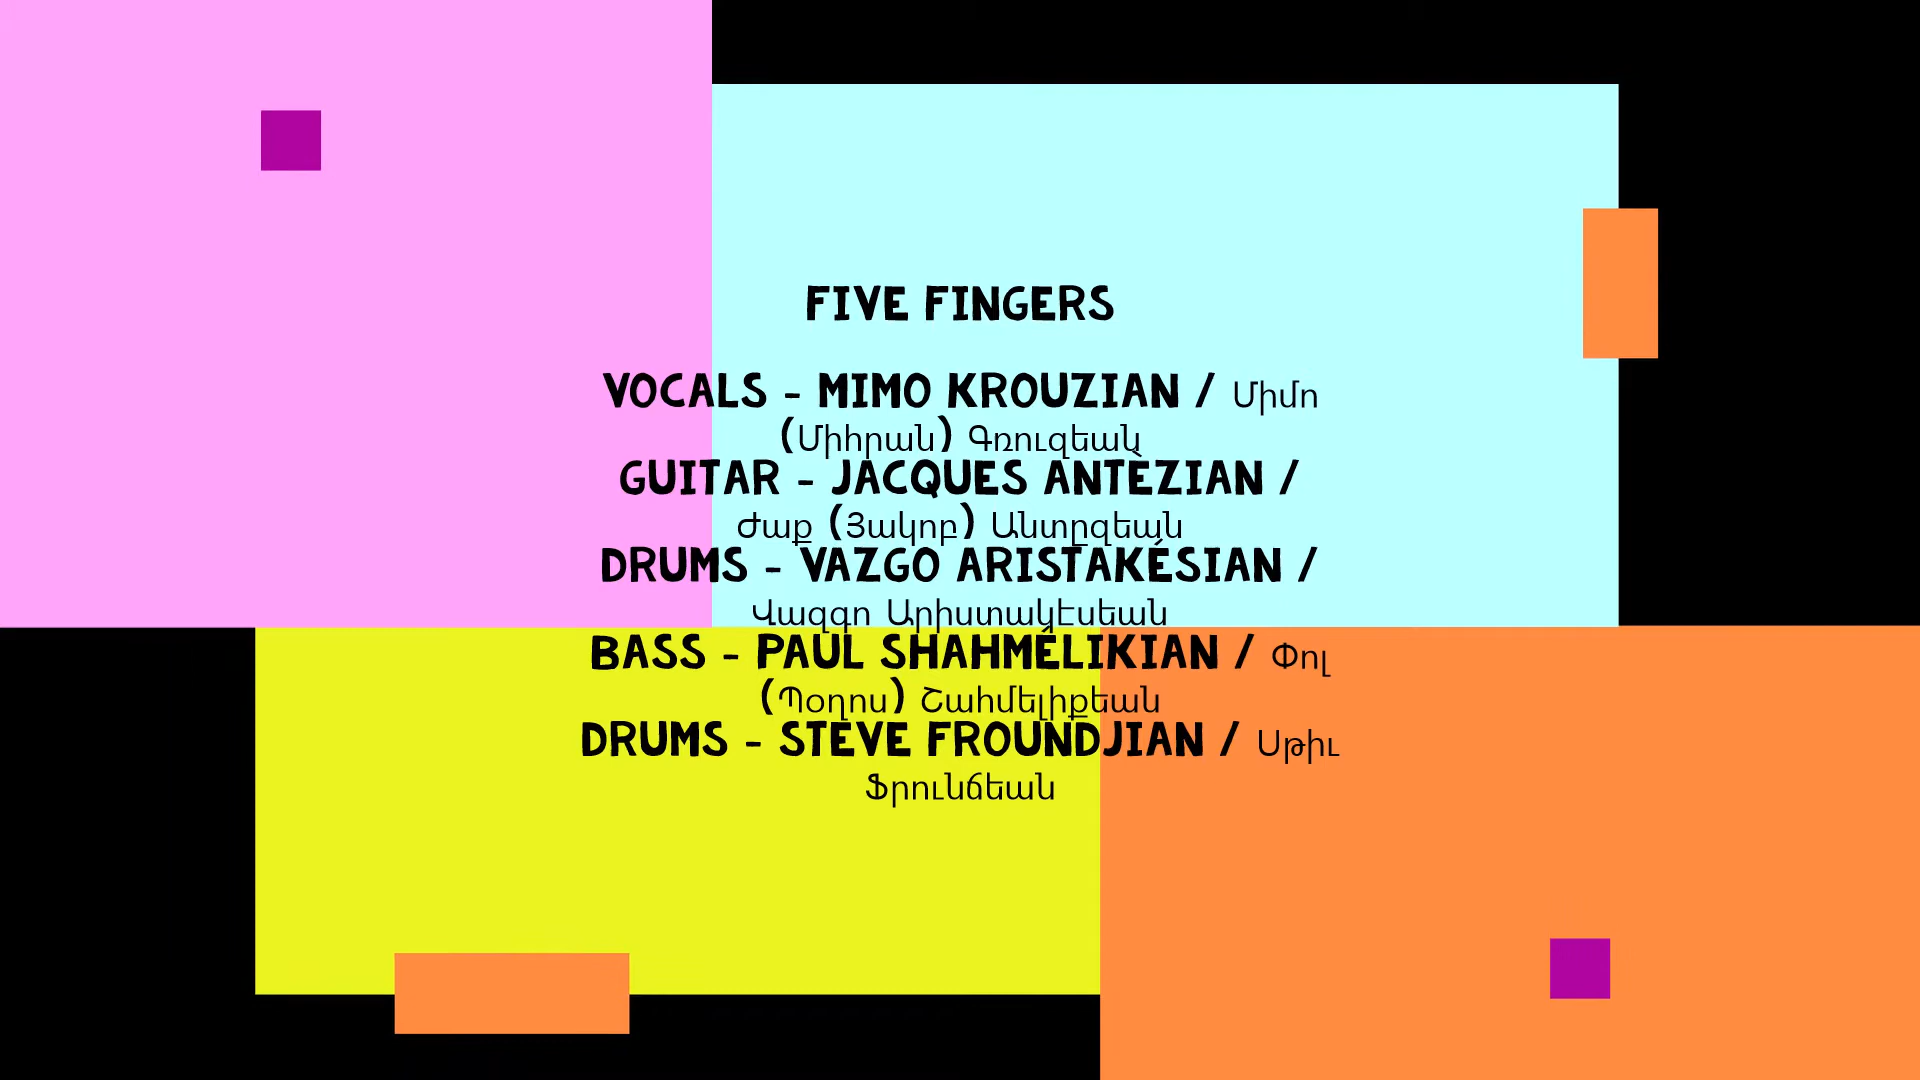 FIVE FINGERS
VOCALS - MIMO KROUZIAN / Միմո
(Միհրան) Գռուզեան
GUITAR - JACQUES ANTÈZIAN /
Ժաք (Յակոբ) Անտըզեան
DRUMS - VAZGO ARISTAKÉSIAN /
Վազգո Արիստակէսեան
BASS - PAUL SHAHMÉLIKIAN / Փոլ
(Պօղոս) Շահմելիքեան
DRUMS - STEVE FROUNDJIAN / Սթիւ
Ֆրունճեան